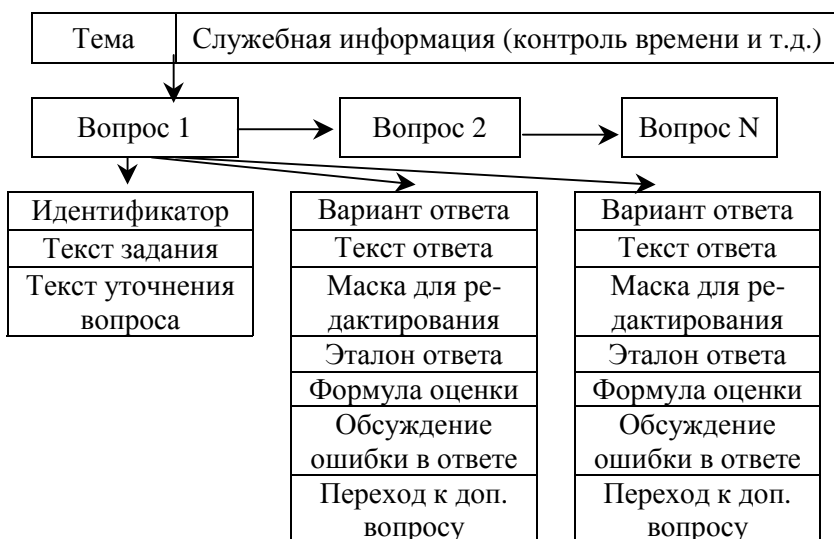 Тема
Служебная информация (контроль времени и т.д.)
Вопрос 1
Вопрос 2
Вопрос N
Идентификатор
Текст задания
Текст уточнения
вопроса
Вариант ответа
Текст ответа
Маска для ре-
дактирования
Эталон ответа
Формула оценки
Обсуждение
ошибки в ответе
Переход к доп.
вопросу
Вариант ответа
Текст ответа
Маска для ре-
дактирования
Эталон ответа
Формула оценки
Обсуждение
ошибки в ответе
Переход к доп.
вопросу